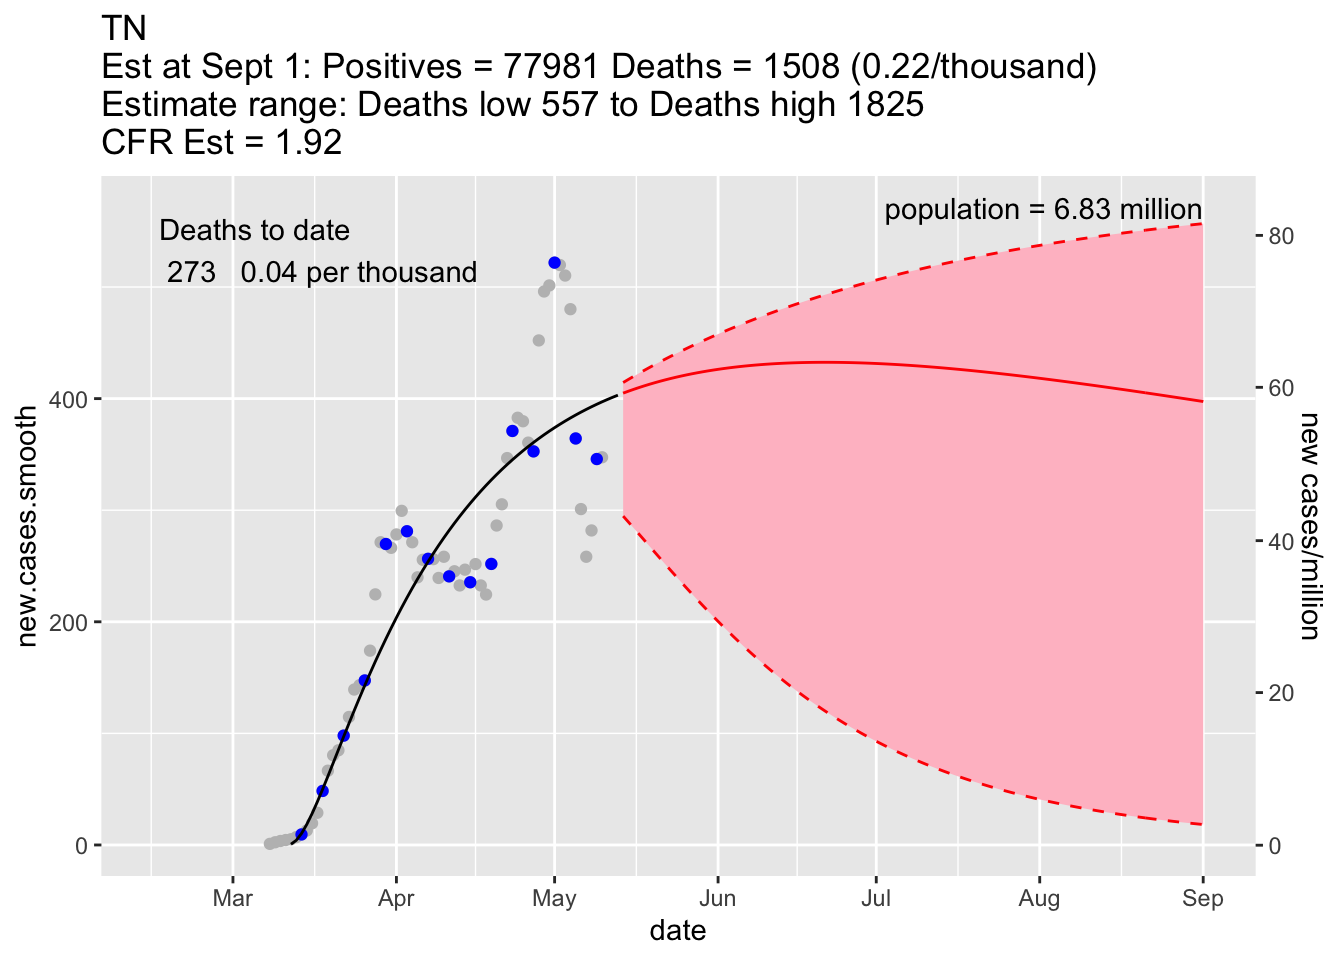 TN
Est at Sept 1: Positives = 77981 Deaths = 1508 (0.22/thousand)
Estimate range: Deaths low 557 to Deaths high 1825
CFR Est = 1.92
population = 6.83 million
Deaths to date
273 0.04 per thousand
new.cases.smooth
400
200
0
80
60
40
20
0
new cases/million
Mar Apr May Jun Jul Aug Sep
date